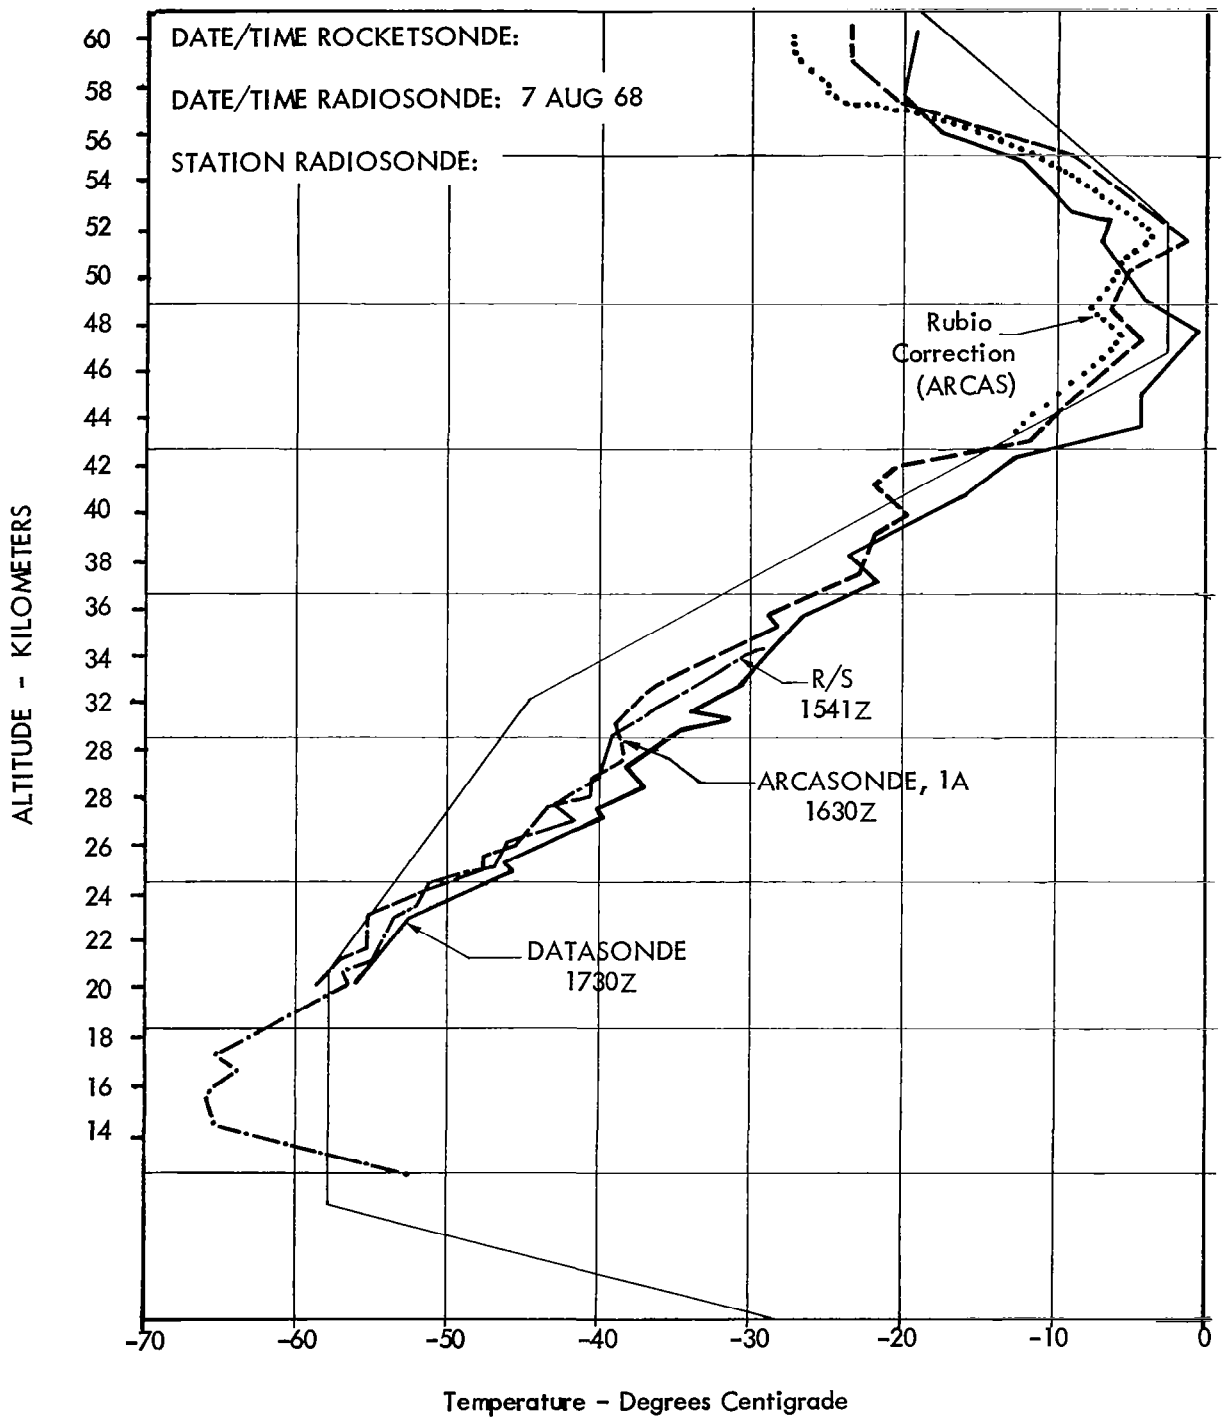 60
DATE/TIME ROCKETSONDE:
58
DATE/TIME RADIOSONDE: 7 AUG 68
56
STATION RADIOSONDE:
54
52
50
48
Rubio
Correction
(ARCAS)
46
44
42
40
38
36
34
R/S
1541Z
32
28
ARCASONDE, 1A
1630Z
28
26
24
22
DATASONDE
1730Z
20
18
16
14
ALTITUDE - KILOMETERS
-70 -60 -50 -40 -30 -20 -10 0
Temperature - Degrees Centigrade